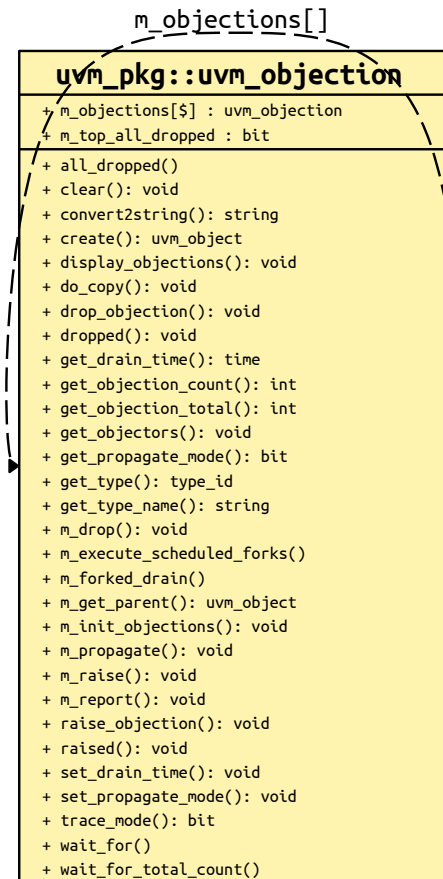 m_objections[]
uvm_pkg::uvm_objection
+ m_objections[$] : uvm_objection
+ m_top_all_dropped : bit
+ all_dropped()
+ clear(): void
+ convert2string(): string
+ create(): uvm_object
+ display_objections(): void
+ do_copy(): void
+ drop_objection(): void
+ dropped(): void
+ get_drain_time(): time
+ get_objection_count(): int
+ get_objection_total(): int
+ get_objectors(): void
+ get_propagate_mode(): bit
+ get_type(): type_id
+ get_type_name(): string
+ m_drop(): void
+ m_execute_scheduled_forks()
+ m_forked_drain()
+ m_get_parent(): uvm_object
+ m_init_objections(): void
+ m_propagate(): void
+ m_raise(): void
+ m_report(): void
+ raise_objection(): void
+ raised(): void
+ set_drain_time(): void
+ set_propagate_mode(): void
+ trace_mode(): bit
+ wait_for()
+ wait_for_total_count()